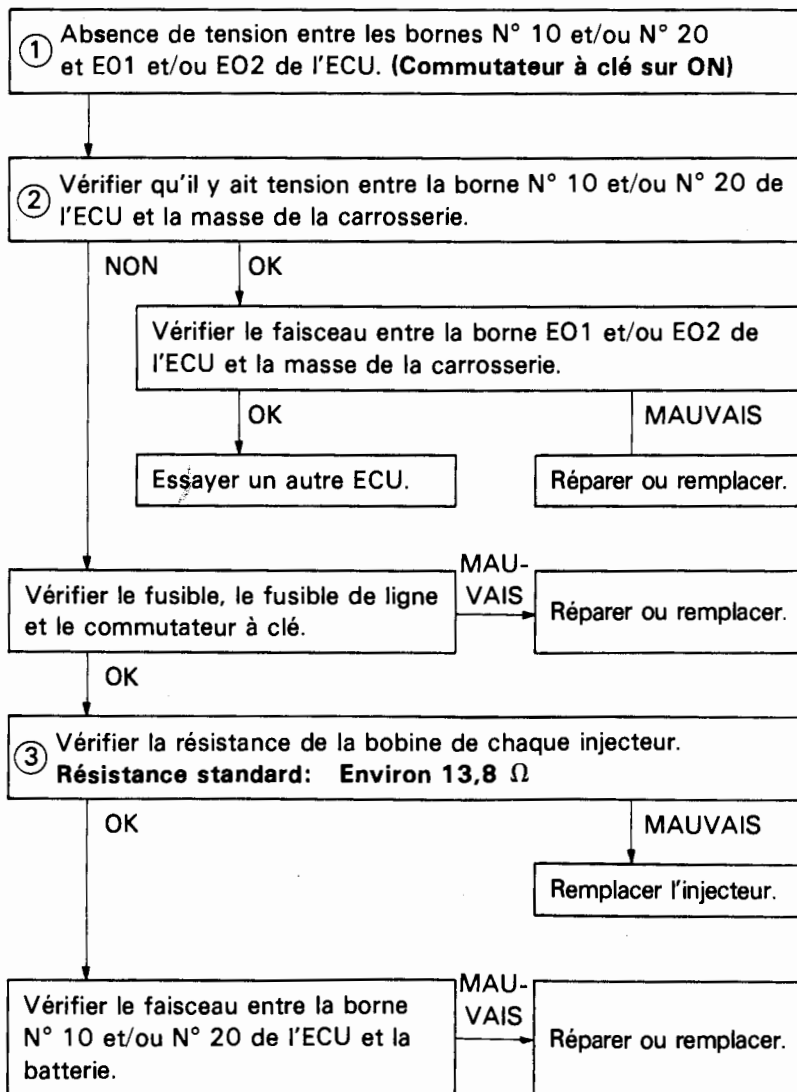 ① Absence de tension entre les bornes N° 10 et/ou N° 20
et E01 et/ou E02 de l'ECU. (Commutateur à clé sur ON)
② Vérifier qu'il y ait tension entre la borne N° 10 et/ou N° 20 de
l'ECU et la masse de la carrosserie.
NON
OK
Vérifier le faisceau entre la borne E01 et/ou E02 de
l'ECU et la masse de la carrosserie.
OK
MAUVAIS
Essayer un autre ECU.
Réparer ou remplacer.
Vérifier le fusible, le fusible de ligne
et le commutateur à clé.
MAU-
VAIS
Réparer ou remplacer.
OK
③ Vérifier la résistance de la bobine de chaque injecteur.
Résistance standard: Environ 13,8 Ω
OK
MAUVAIS
Remplacer l'injecteur.
Vérifier le faisceau entre la borne
N° 10 et/ou N° 20 de l'ECU et la
batterie.
MAU-
VAIS
Réparer ou remplacer.